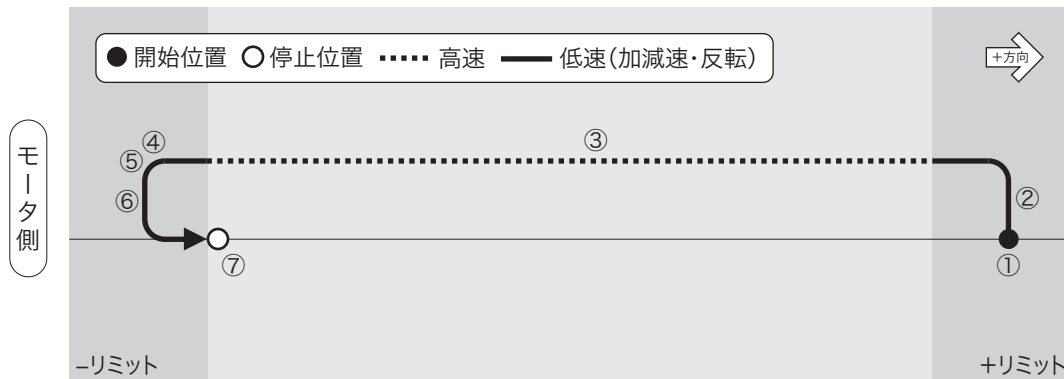 ●開始位置 ○停止位置 ・・・・・・ 高速 ━━ 低速(加減速・反転)
+方向
モータ側
④
③
⑤
⑥
②
⑦
①
−リミット
+リミット